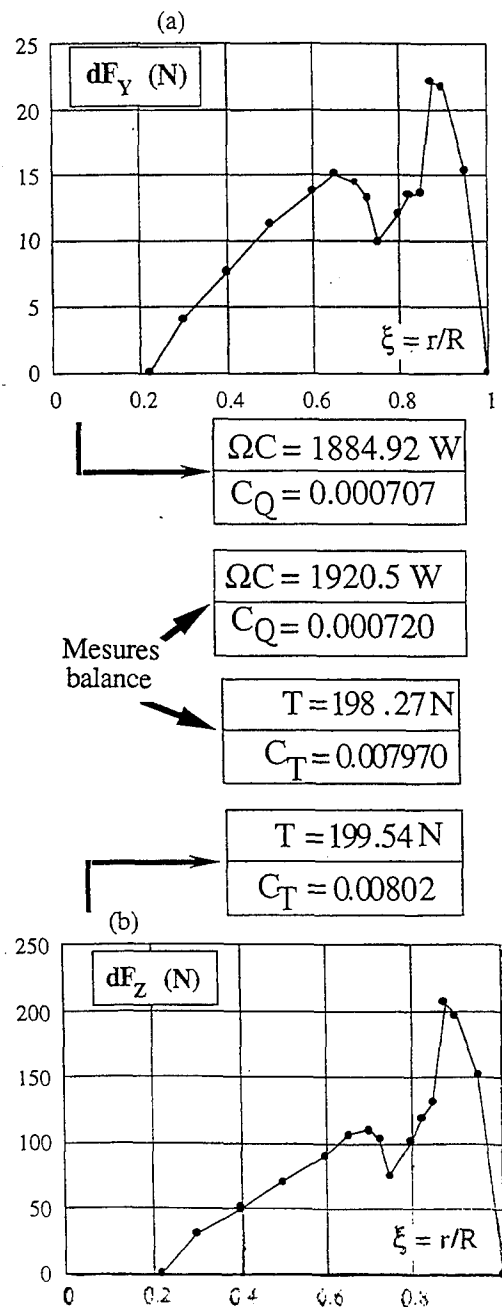 (a)
dF_Y (N)
25
20
15
10
5
0
ξ = r/R
0 0.2 0.4 0.6 0.8 1
ΩC = 1884.92 W
C_Q = 0.000707
ΩC = 1920.5 W
C_Q = 0.000720
Mesures
balance
T = 198.27 N
C_T = 0.007970
T = 199.54 N
C_T = 0.00802
(b)
dF_Z (N)
250
200
150
100
50
0
ξ = r/R
0 0.2 0.4 0.6 0.8